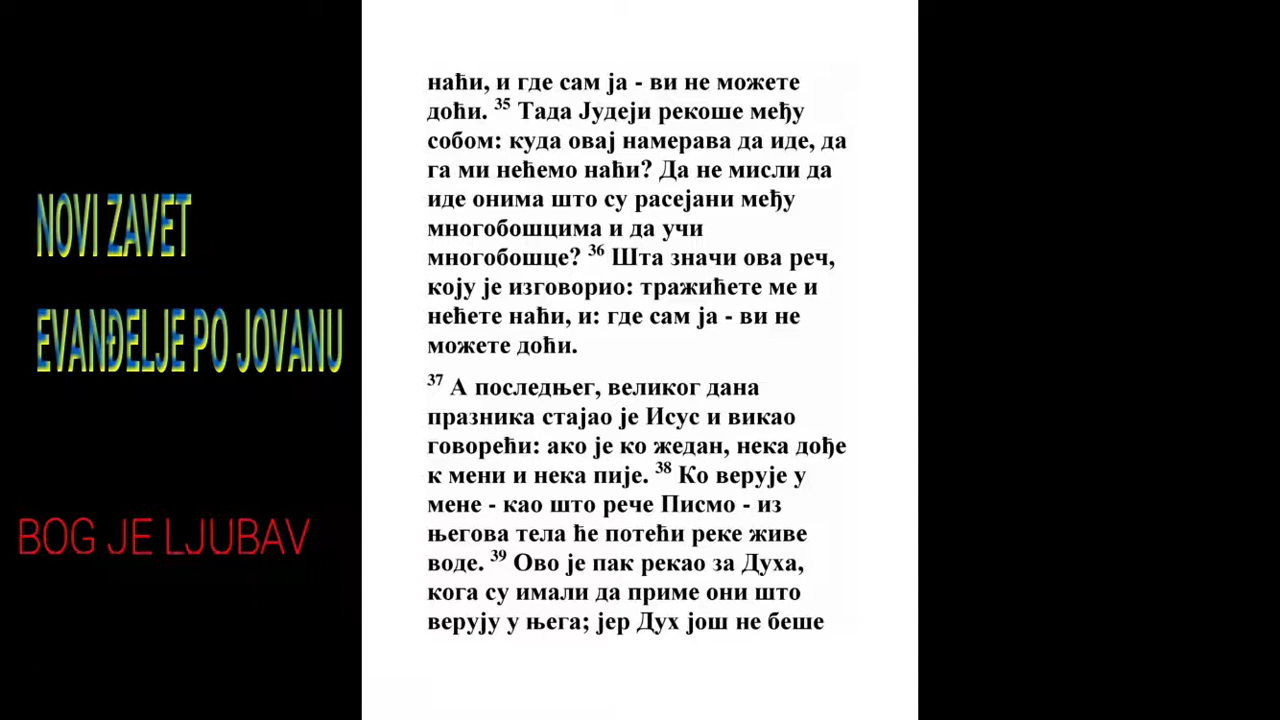 NOVI ZAVET
EVANĐELJE PO JOVANU
BOG JE LJUBAV
наћи, и где сам ја - ви не можете
доћи. 35 Тада Јудеји рекоше међу
собом: куда овај намерава да иде, да
га ми нећемо наћи? Да не мисли да
иде онима што су расејани међу
многобошцима и да учи
многобошце? 36 Шта значи ова реч,
коју је изговорио: тражићете ме и
нећете наћи, и: где сам ја - ви не
можете доћи.
37 А последњег, великог дана
празника стајао је Исус и викао
говорећи: ако је ко жедан, нека дође
к мени и нека пије. 38 Ко верује у
мене - као што рече Писмо - из
његова тела ће потећи реке живе
воде. 39 Ово је пак рекао за Духа,
кога су имали да приме они што
верују у њега; јер Дух још не беше